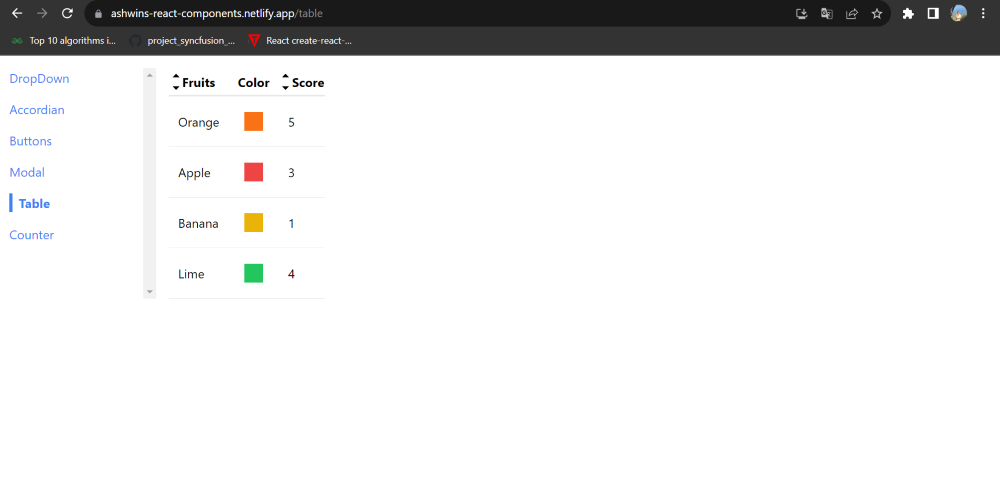 ashwins-react-components.netlify.app/table
Top 10 algorithms i... project_syncfusion_... React create-react-...
DropDown
Accordian
Buttons
Modal
Table
Counter
Fruits Color Score
Orange 5
Apple 3
Banana 1
Lime 4